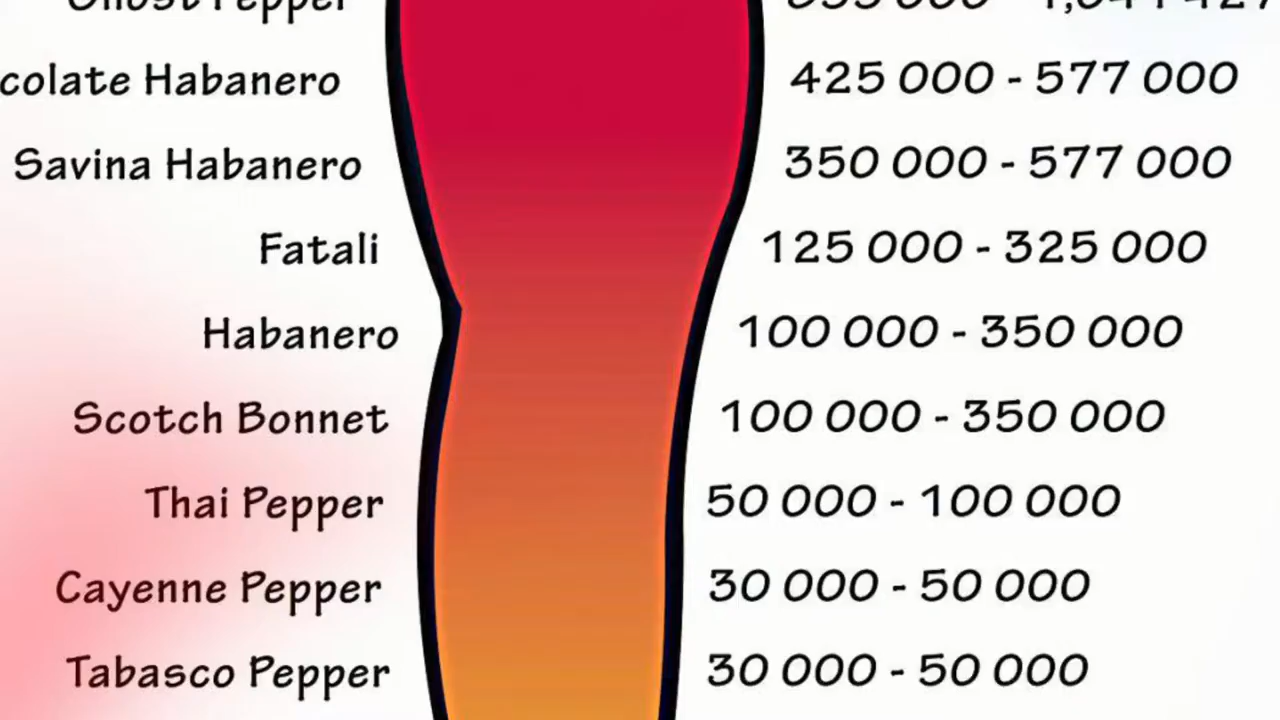 Ghost Pepper
colate Habanero 425 000 - 577 000
Savina Habanero 350 000 - 577 000
Fatali 125 000 - 325 000
Habanero 100 000 - 350 000
Scotch Bonnet 100 000 - 350 000
Thai Pepper 50 000 - 100 000
Cayenne Pepper 30 000 - 50 000
Tabasco Pepper 30 000 - 50 000